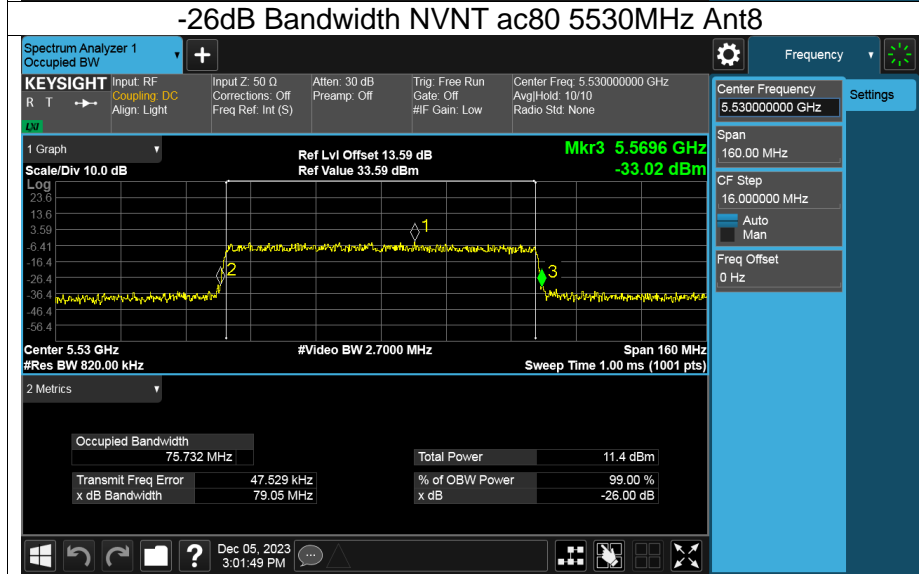 -26dB Bandwidth NVNT ac80 5530MHz Ant8
Spectrum Analyzer 1
Occupied BW
+
Frequency
KEYSIGHT
R T
LXI
Input: RF
Coupling: DC
Align: Light
Input Z: 50 Ω
Corrections: Off
Freq Ref: Int (S)
Atten: 30 dB
Preamp: Off
Trig: Free Run
Gate: Off
#IF Gain: Low
Center Freq: 5.530000000 GHz
Avg|Hold: 10/10
Radio Std: None
Center Frequency
5.530000000 GHz
Settings
Span
160.00 MHz
CF Step
16.000000 MHz
Auto
Man
Freq Offset
0 Hz
1 Graph
Scale/Div 10.0 dB
Ref Lvl Offset 13.59 dB
Ref Value 33.59 dBm
Mkr3 5.5696 GHz
-33.02 dBm
Log
23.6
13.6
3.59
-6.41
-16.4
-26.4
-36.4
-46.4
-56.4
1
2
3
Center 5.53 GHz
#Video BW 2.7000 MHz
Span 160 MHz
#Res BW 820.00 kHz
Sweep Time 1.00 ms (1001 pts)
2 Metrics
Occupied Bandwidth
75.732 MHz
Total Power 11.4 dBm
Transmit Freq Error 47.529 kHz
% of OBW Power 99.00 %
x dB Bandwidth 79.05 MHz
x dB -26.00 dB
?
Dec 05, 2023
3:01:49 PM